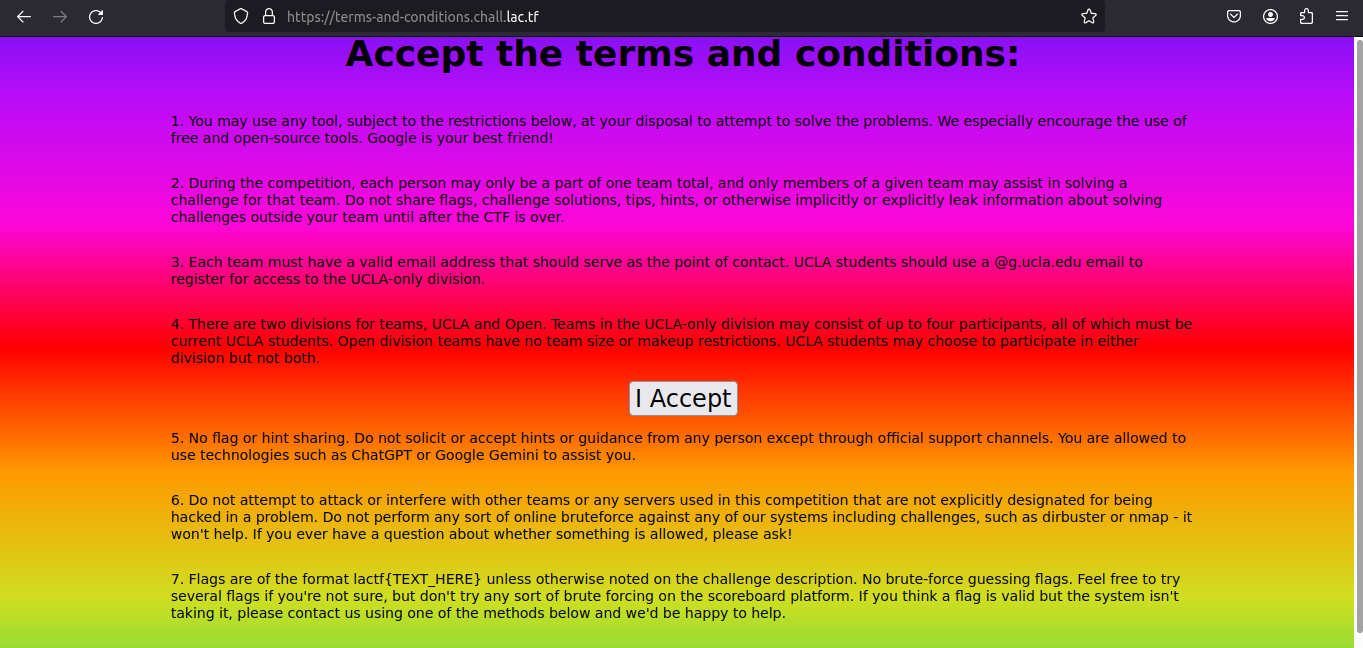 https://terms-and-conditions.chall.lac.tf
Accept the terms and conditions:
1. You may use any tool, subject to the restrictions below, at your disposal to attempt to solve the problems. We especially encourage the use of
free and open-source tools. Google is your best friend!
2. During the competition, each person may only be a part of one team total, and only members of a given team may assist in solving a
challenge for that team. Do not share flags, challenge solutions, tips, hints, or otherwise implicitly or explicitly leak information about solving
challenges outside your team until after the CTF is over.
3. Each team must have a valid email address that should serve as the point of contact. UCLA students should use a @g.ucla.edu email to
register for access to the UCLA-only division.
4. There are two divisions for teams, UCLA and Open. Teams in the UCLA-only division may consist of up to four participants, all of which must be
current UCLA students. Open division teams have no team size or makeup restrictions. UCLA students may choose to participate in either
division but not both.
I Accept
5. No flag or hint sharing. Do not solicit or accept hints or guidance from any person except through official support channels. You are allowed to
use technologies such as ChatGPT or Google Gemini to assist you.
6. Do not attempt to attack or interfere with other teams or any servers used in this competition that are not explicitly designated for being
hacked in a problem. Do not perform any sort of online bruteforce against any of our systems including challenges, such as dirbuster or nmap - it
won't help. If you ever have a question about whether something is allowed, please ask!
7. Flags are of the format lactf{TEXT_HERE} unless otherwise noted on the challenge description. No brute-force guessing flags. Feel free to try
several flags if you're not sure, but don't try any sort of brute forcing on the scoreboard platform. If you think a flag is valid but the system isn't
taking it, please contact us using one of the methods below and we'd be happy to help.